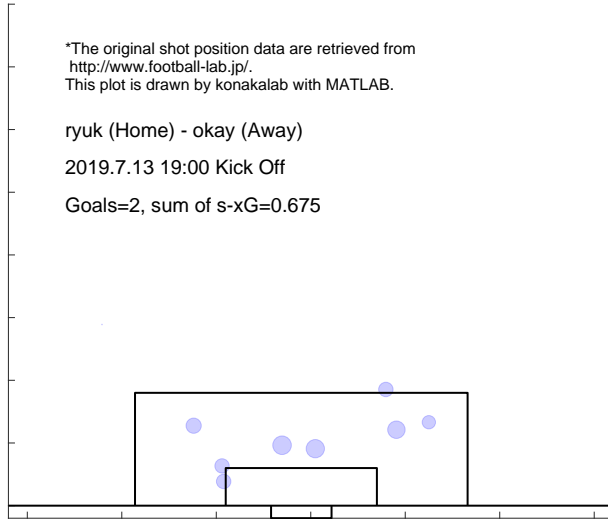 *The original shot position data are retrieved from
http://www.football-lab.jp/.
This plot is drawn by konakalab with MATLAB.
ryuk (Home) - okay (Away)
2019.7.13 19:00 Kick Off
Goals=2, sum of s-xG=0.675